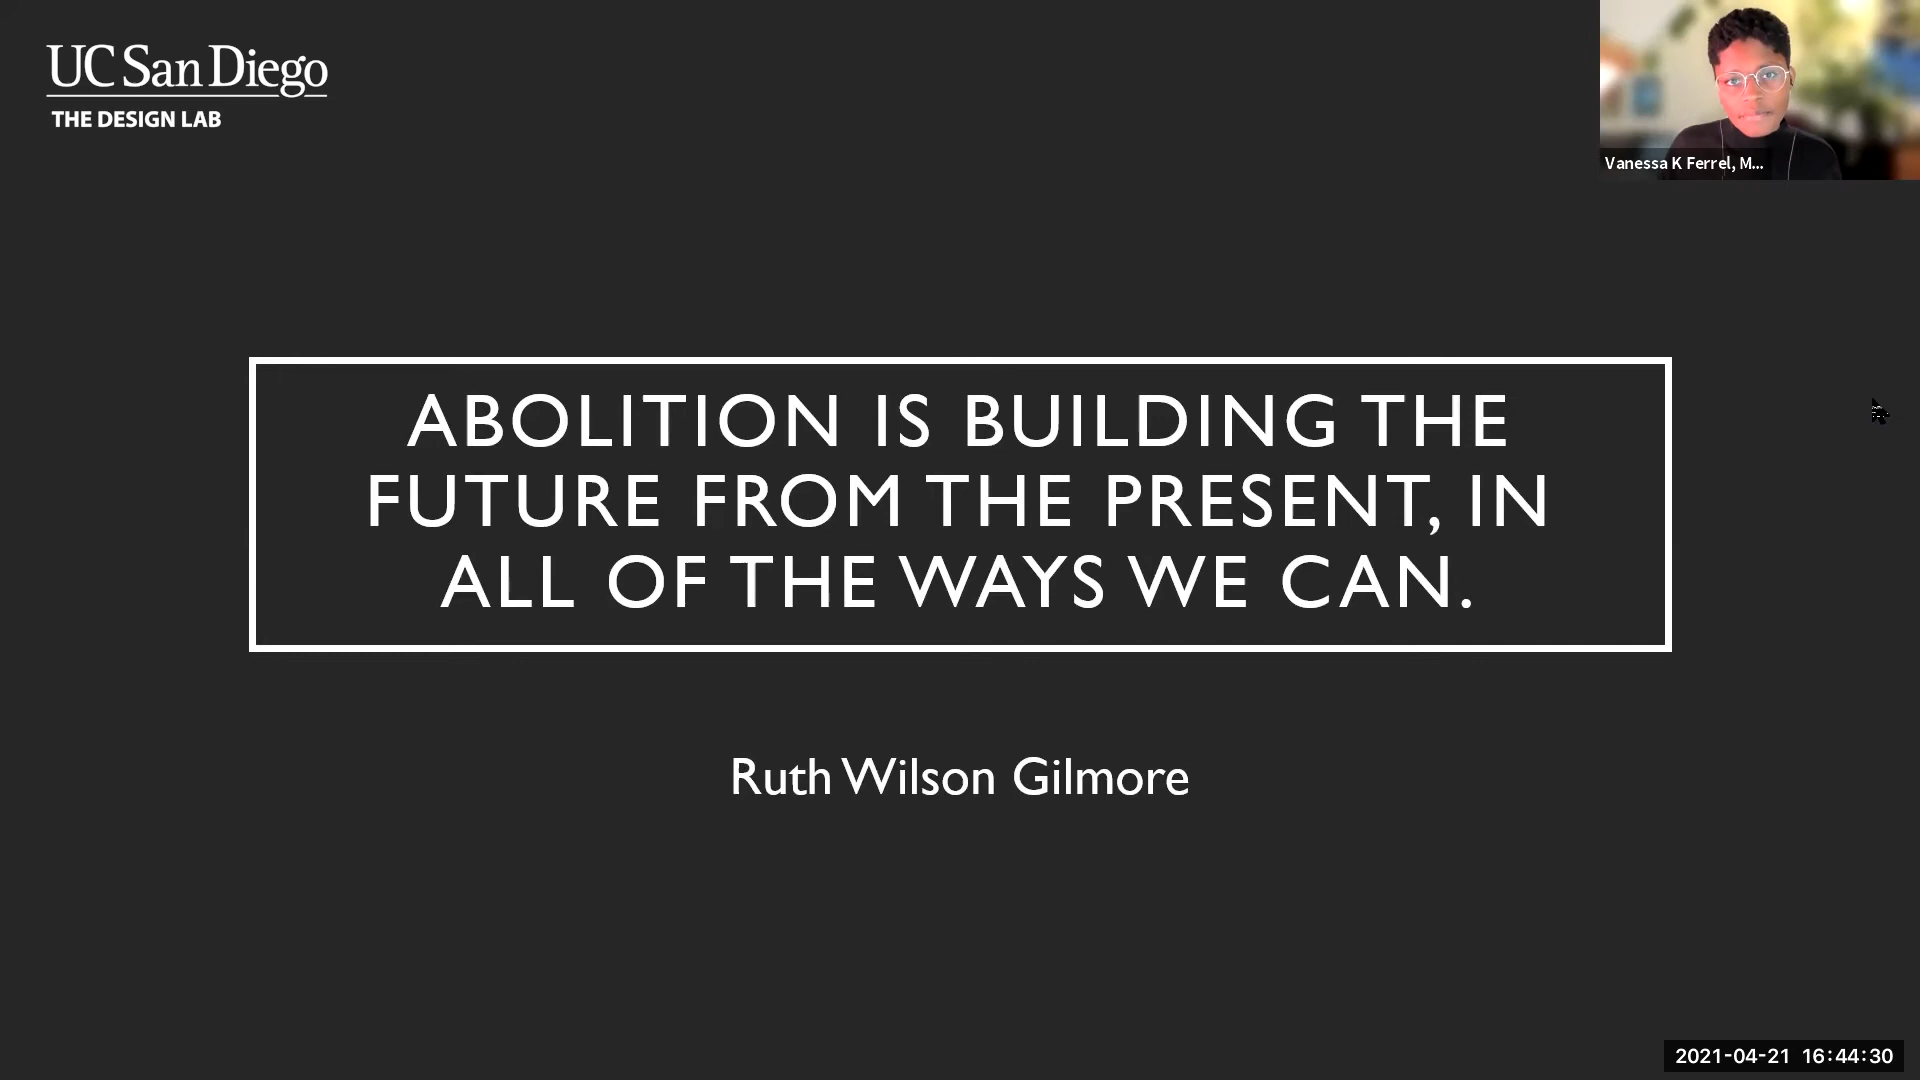 UC San Diego
THE DESIGN LAB
Vanessa K Ferrel, M...
ABOLITION IS BUILDING THE
FUTURE FROM THE PRESENT, IN
ALL OF THE WAYS WE CAN.
Ruth Wilson Gilmore
2021-04-21 16:44:30